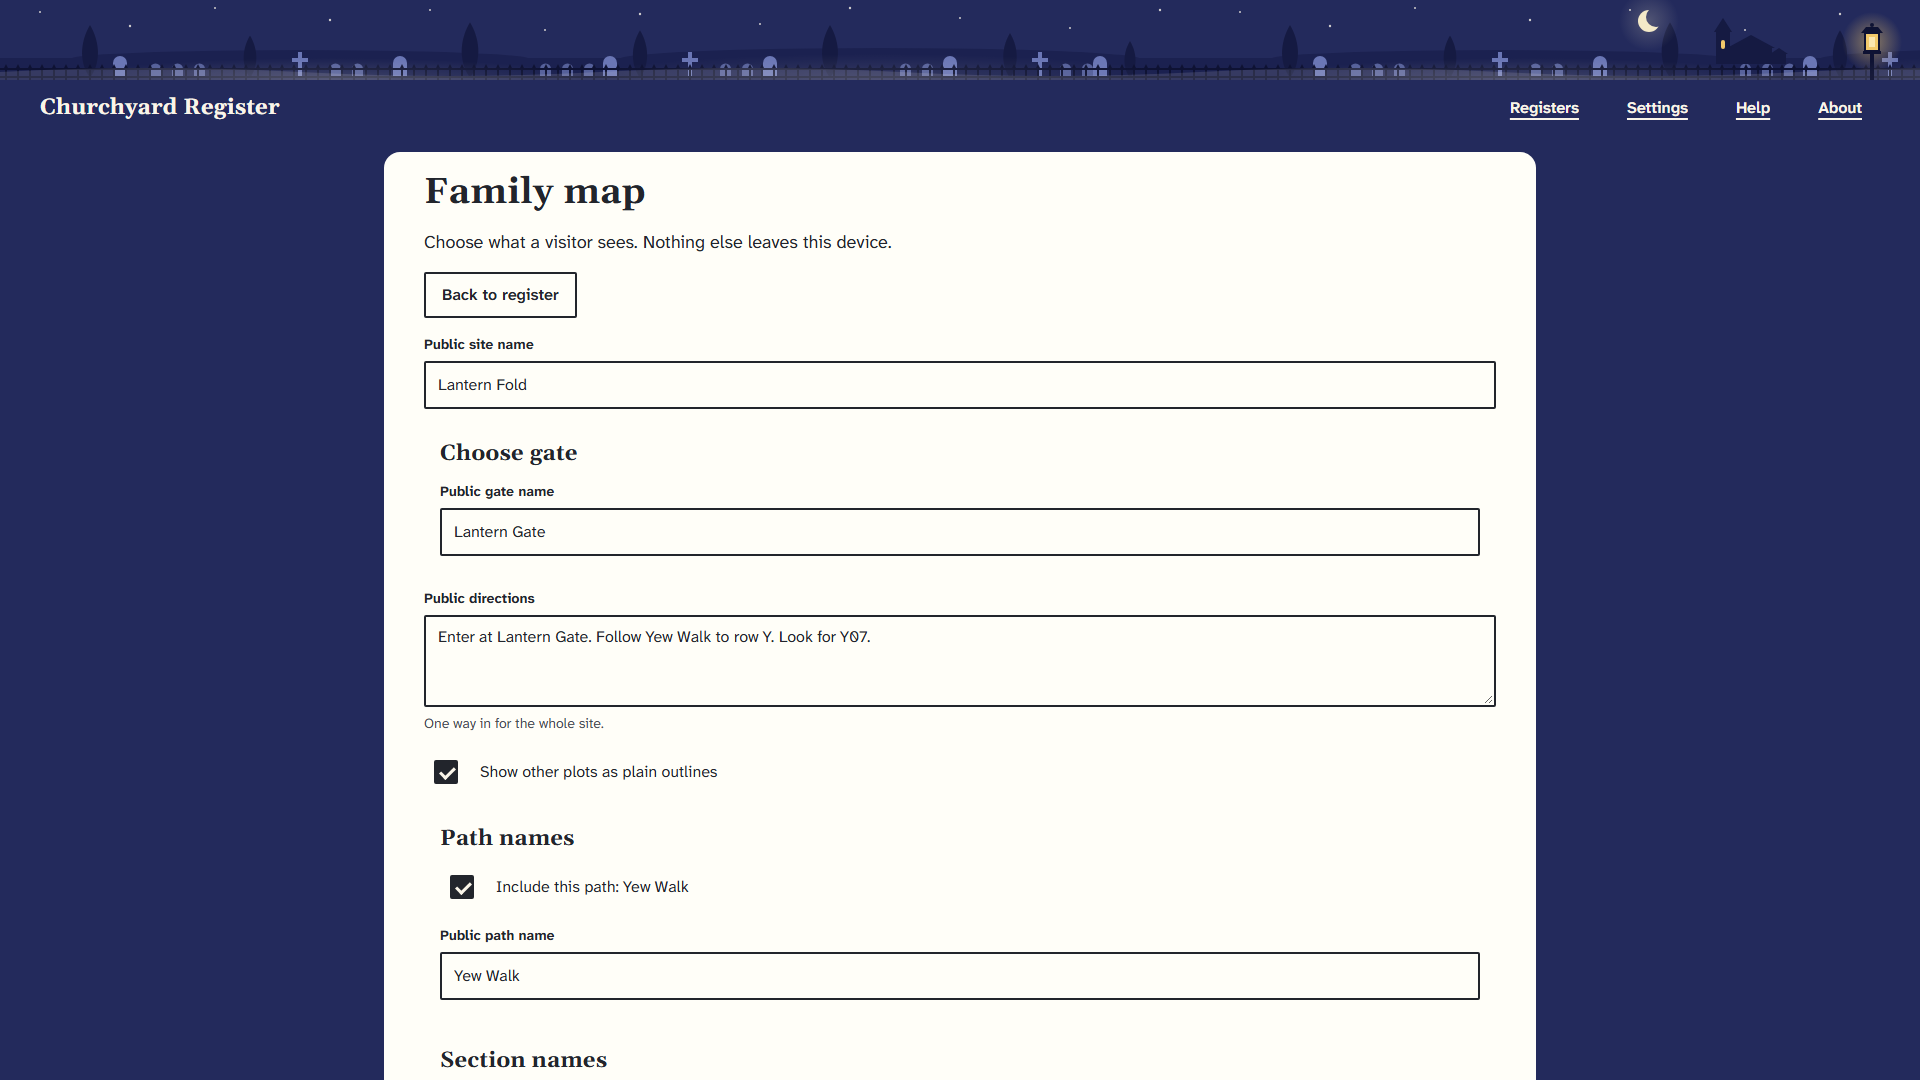 Churchyard Register
Registers
Settings
Help
About
Family map
Choose what a visitor sees. Nothing else leaves this device.
Back to register
Public site name
Lantern Fold
Choose gate
Public gate name
Lantern Gate
Public directions
Enter at Lantern Gate. Follow Yew Walk to row Y. Look for Y07.
One way in for the whole site.
Show other plots as plain outlines
Path names
Include this path: Yew Walk
Public path name
Yew Walk
Section names